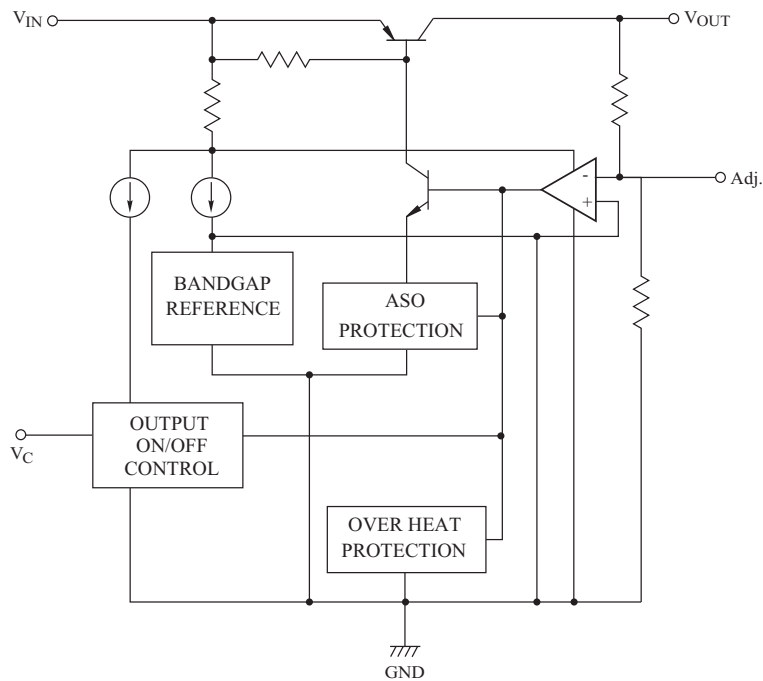 VIN
VOUT
-
Adj.
+
BANDGAP
REFERENCE
ASO
PROTECTION
OUTPUT
ON/OFF
CONTROL
VC
OVER HEAT
PROTECTION
GND